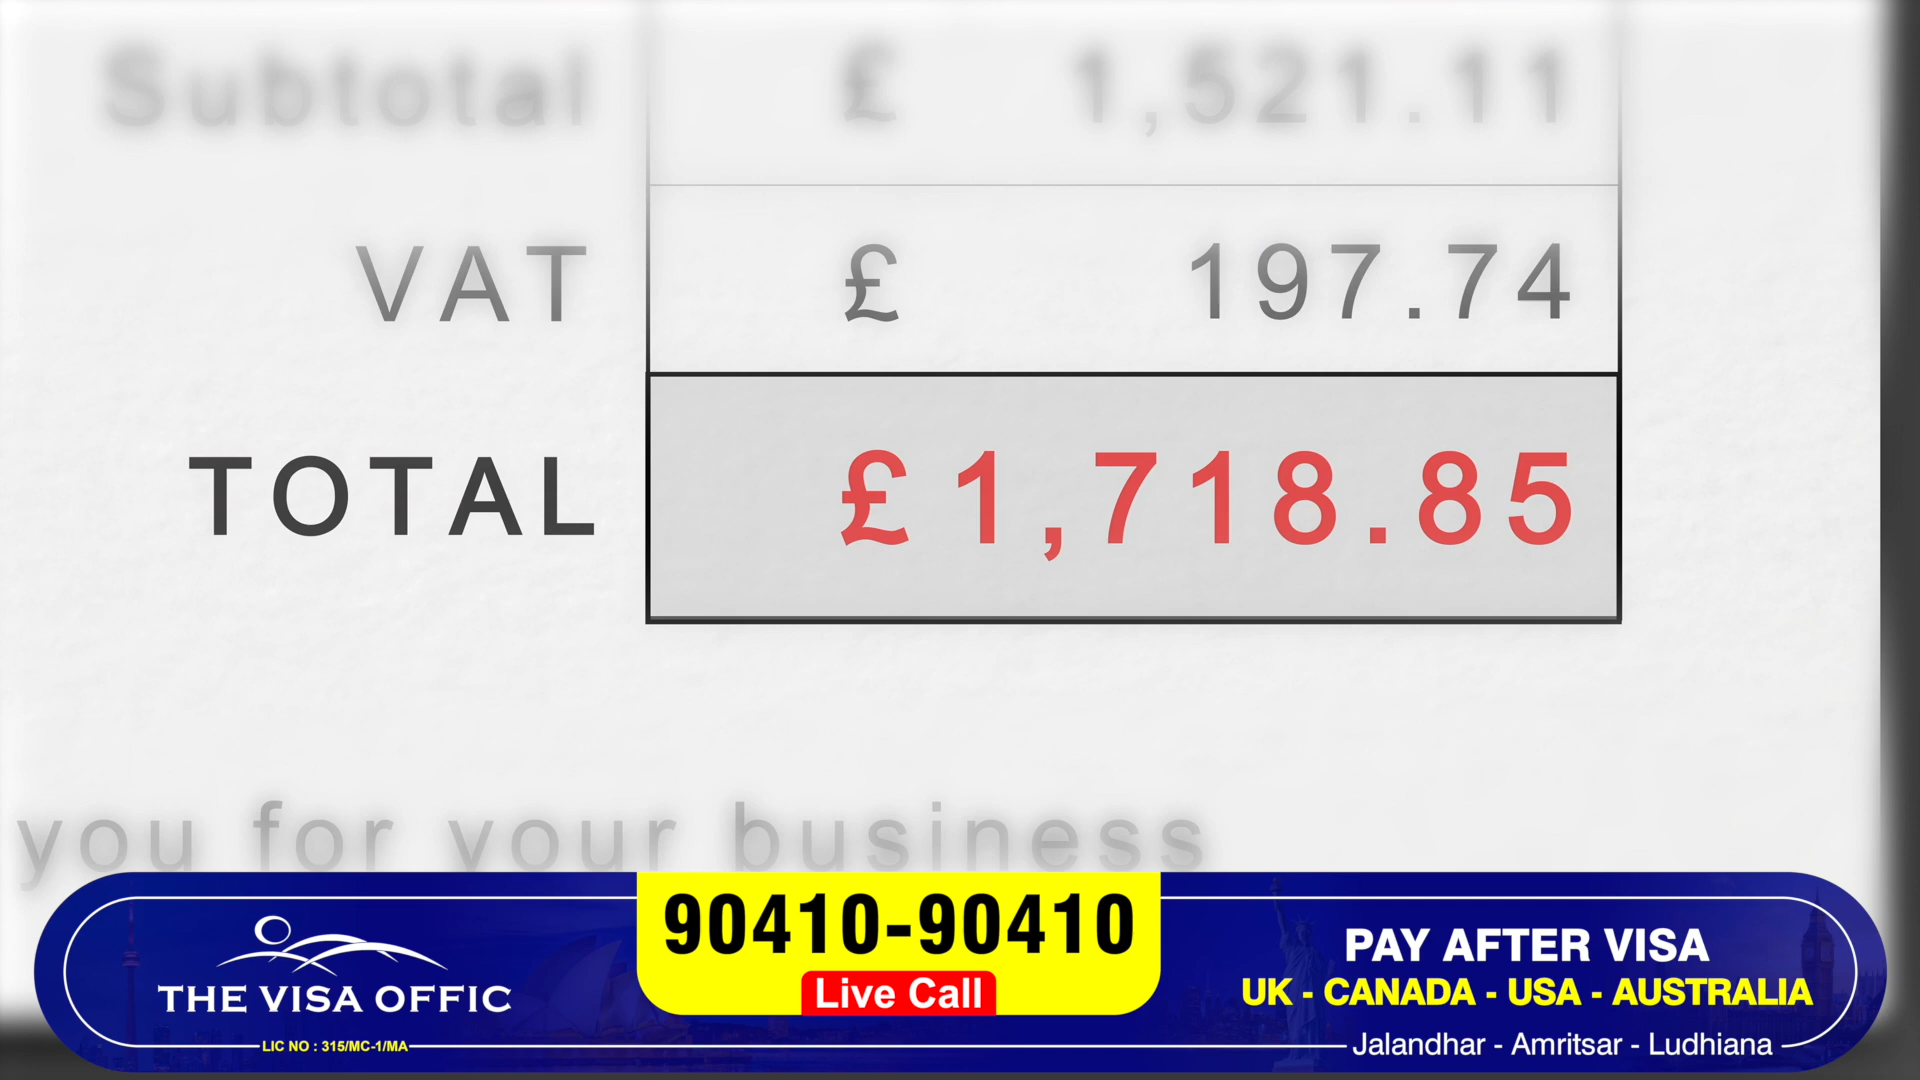 Subtotal £ 1,521.11
VAT £ 197.74
TOTAL £1,718.85
you for your business
90410-90410
Live Call
THE VISA OFFIC
LIC NO : 315/MC-1/MA
PAY AFTER VISA
UK - CANADA - USA - AUSTRALIA
Jalandhar - Amritsar - Ludhiana